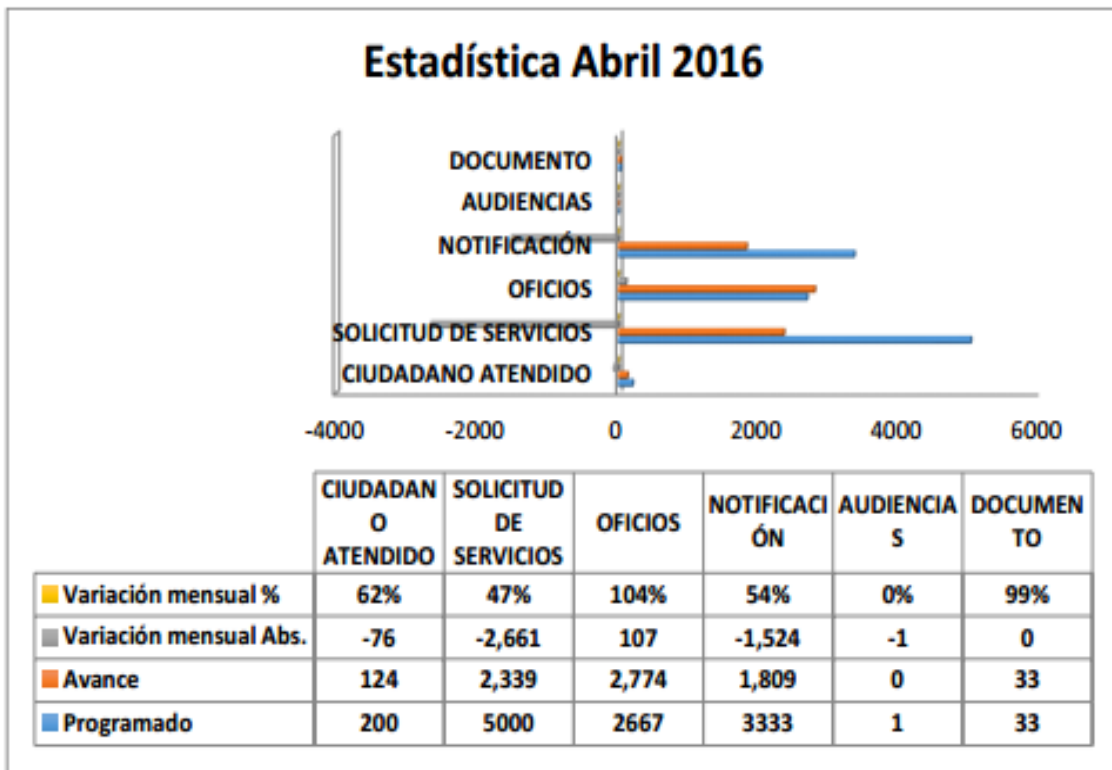 Estadística Abril 2016
DOCUMENTO
AUDIENCIAS
NOTIFICACIÓN
OFICIOS
SOLICITUD DE SERVICIOS
CIUDADANO ATENDIDO
-4000 -2000 0 2000 4000 6000
CIUDADAN
O
ATENDIDO
SOLICITUD
DE
SERVICIOS
OFICIOS
NOTIFICACI
ÓN
AUDIENCIA
S
DOCUMEN
TO
Variación mensual % 62% 47% 104% 54% 0% 99%
Variación mensual Abs. -76 -2,661 107 -1,524 -1 0
Avance 124 2,339 2,774 1,809 0 33
Programado 200 5000 2667 3333 1 33